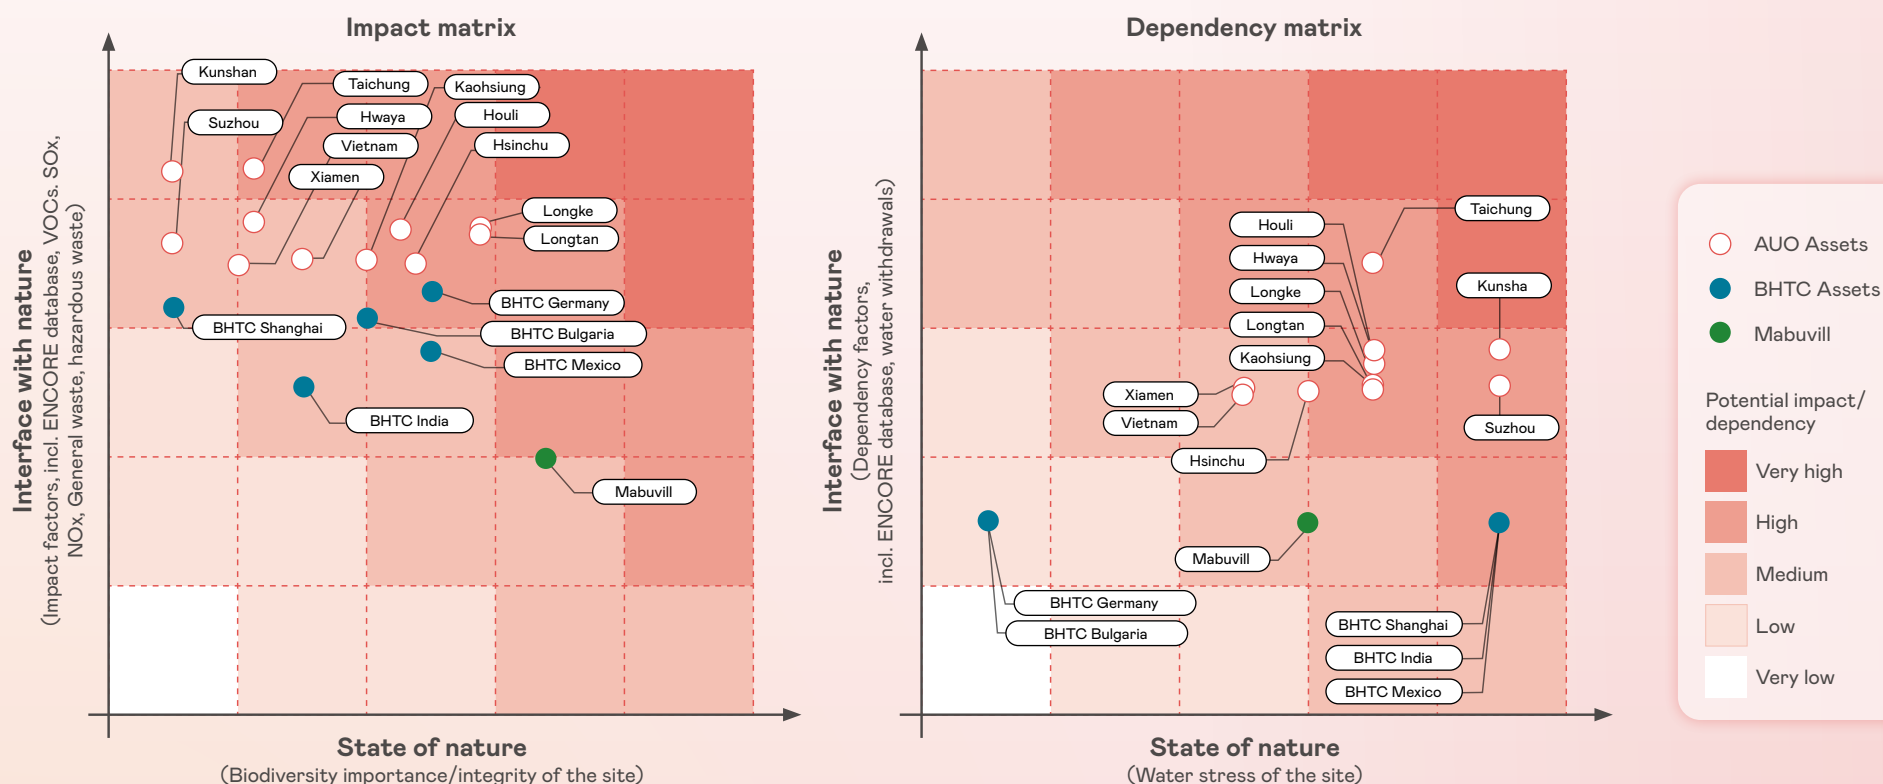 Impact matrix
Kunshan
Suzhou
Taichung
Hwaya
Vietnam
Xiamen
Kaohsiung
Houli
Hsinchu
Longke
Longtan
BHTC Germany
BHTC Shanghai
BHTC Bulgaria
BHTC Mexico
BHTC India
Mabuvill
Interface with nature
(Impact factors, incl. ENCORE database, VOCs. SOx,
NOx, General waste, hazardous waste)
State of nature
(Biodiversity importance/integrity of the site)
Dependency matrix
Taichung
Houli
Hwaya
Longke
Longtan
Kaohsiung
Kunsha
Xiamen
Vietnam
Suzhou
Hsinchu
Mabuvill
BHTC Germany
BHTC Bulgaria
BHTC Shanghai
BHTC India
BHTC Mexico
Interface with nature
(Dependency factors,
incl. ENCORE database, water withdrawals)
State of nature
(Water stress of the site)
AUO Assets
BHTC Assets
Mabuvill
Potential impact/
dependency
Very high
High
Medium
Low
Very low